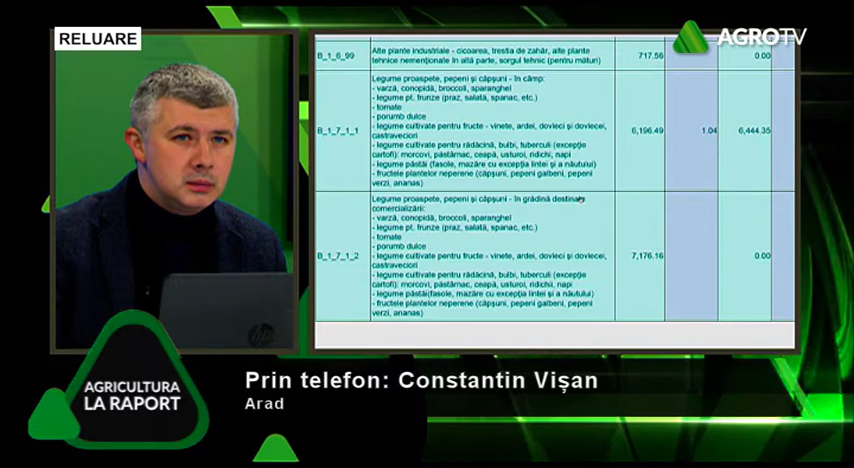 RELUARE
AGROTV
B_1_6_99
Alte plante industriale - cicoarea, trestia de zahăr, alte plante
tehnice nemenționate în altă parte, sorgul tehnic (pentru mături)
717.56
0.00
B_1_7_1_1
Legume proaspete, pepeni și căpșuni - în câmp:
- varză, conopidă, broccoli, sparanghel
- legume pt. frunze (praz, salată, spanac, etc.)
- tomate
- porumb dulce
- legume cultivate pentru fructe - vinete, ardei, dovleci și dovlecei,
castraveciori
- legume cultivate pentru rădăcină, bulbi, tuberculi (excepție
cartofi): morcovi, păstârnac, ceapă, usturoi, ridichi, napi
- legume păstăi (fasole, mazăre cu excepția lintei și a năutului)
- fructele plantelor neperene (căpșuni, pepeni galbeni, pepeni
verzi, ananas)
6,196.49
1.04
6,444.35
B_1_7_1_2
Legume proaspete, pepeni și căpșuni - în grădină destinate
comercializării:
- varză, conopidă, broccoli, sparanghel
- legume pt. frunze (praz, salată, spanac, etc.)
- tomate
- porumb dulce
- legume cultivate pentru fructe - vinete, ardei, dovleci și dovlecei,
castraveciori
- legume cultivate pentru rădăcină, bulbi, tuberculi (excepție
cartofi): morcovi, păstârnac, ceapă, usturoi, ridichii, napi
- legume păstăi(fasole, mazăre cu excepția lintei și a năutului)
- fructele plantelor neperene (căpșuni, pepeni galbeni, pepeni
verzi, ananas)
7,176.16
0.00
hp
AGRICULTURA
LA RAPORT
Prin telefon: Constantin Vișan
Arad